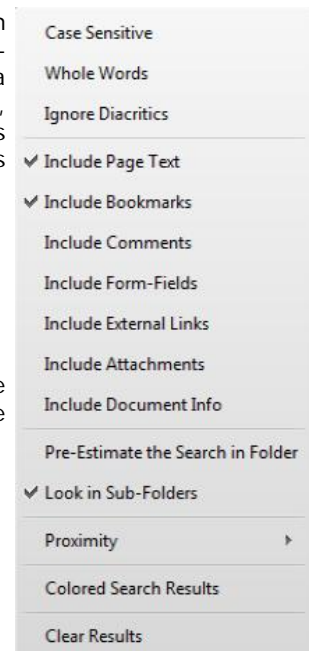 Case Sensitive
Whole Words
Ignore Diacritics
Include Page Text
Include Bookmarks
Include Comments
Include Form-Fields
Include External Links
Include Attachments
Include Document Info
Pre-Estimate the Search in Folder
Look in Sub-Folders
Proximity
Colored Search Results
Clear Results